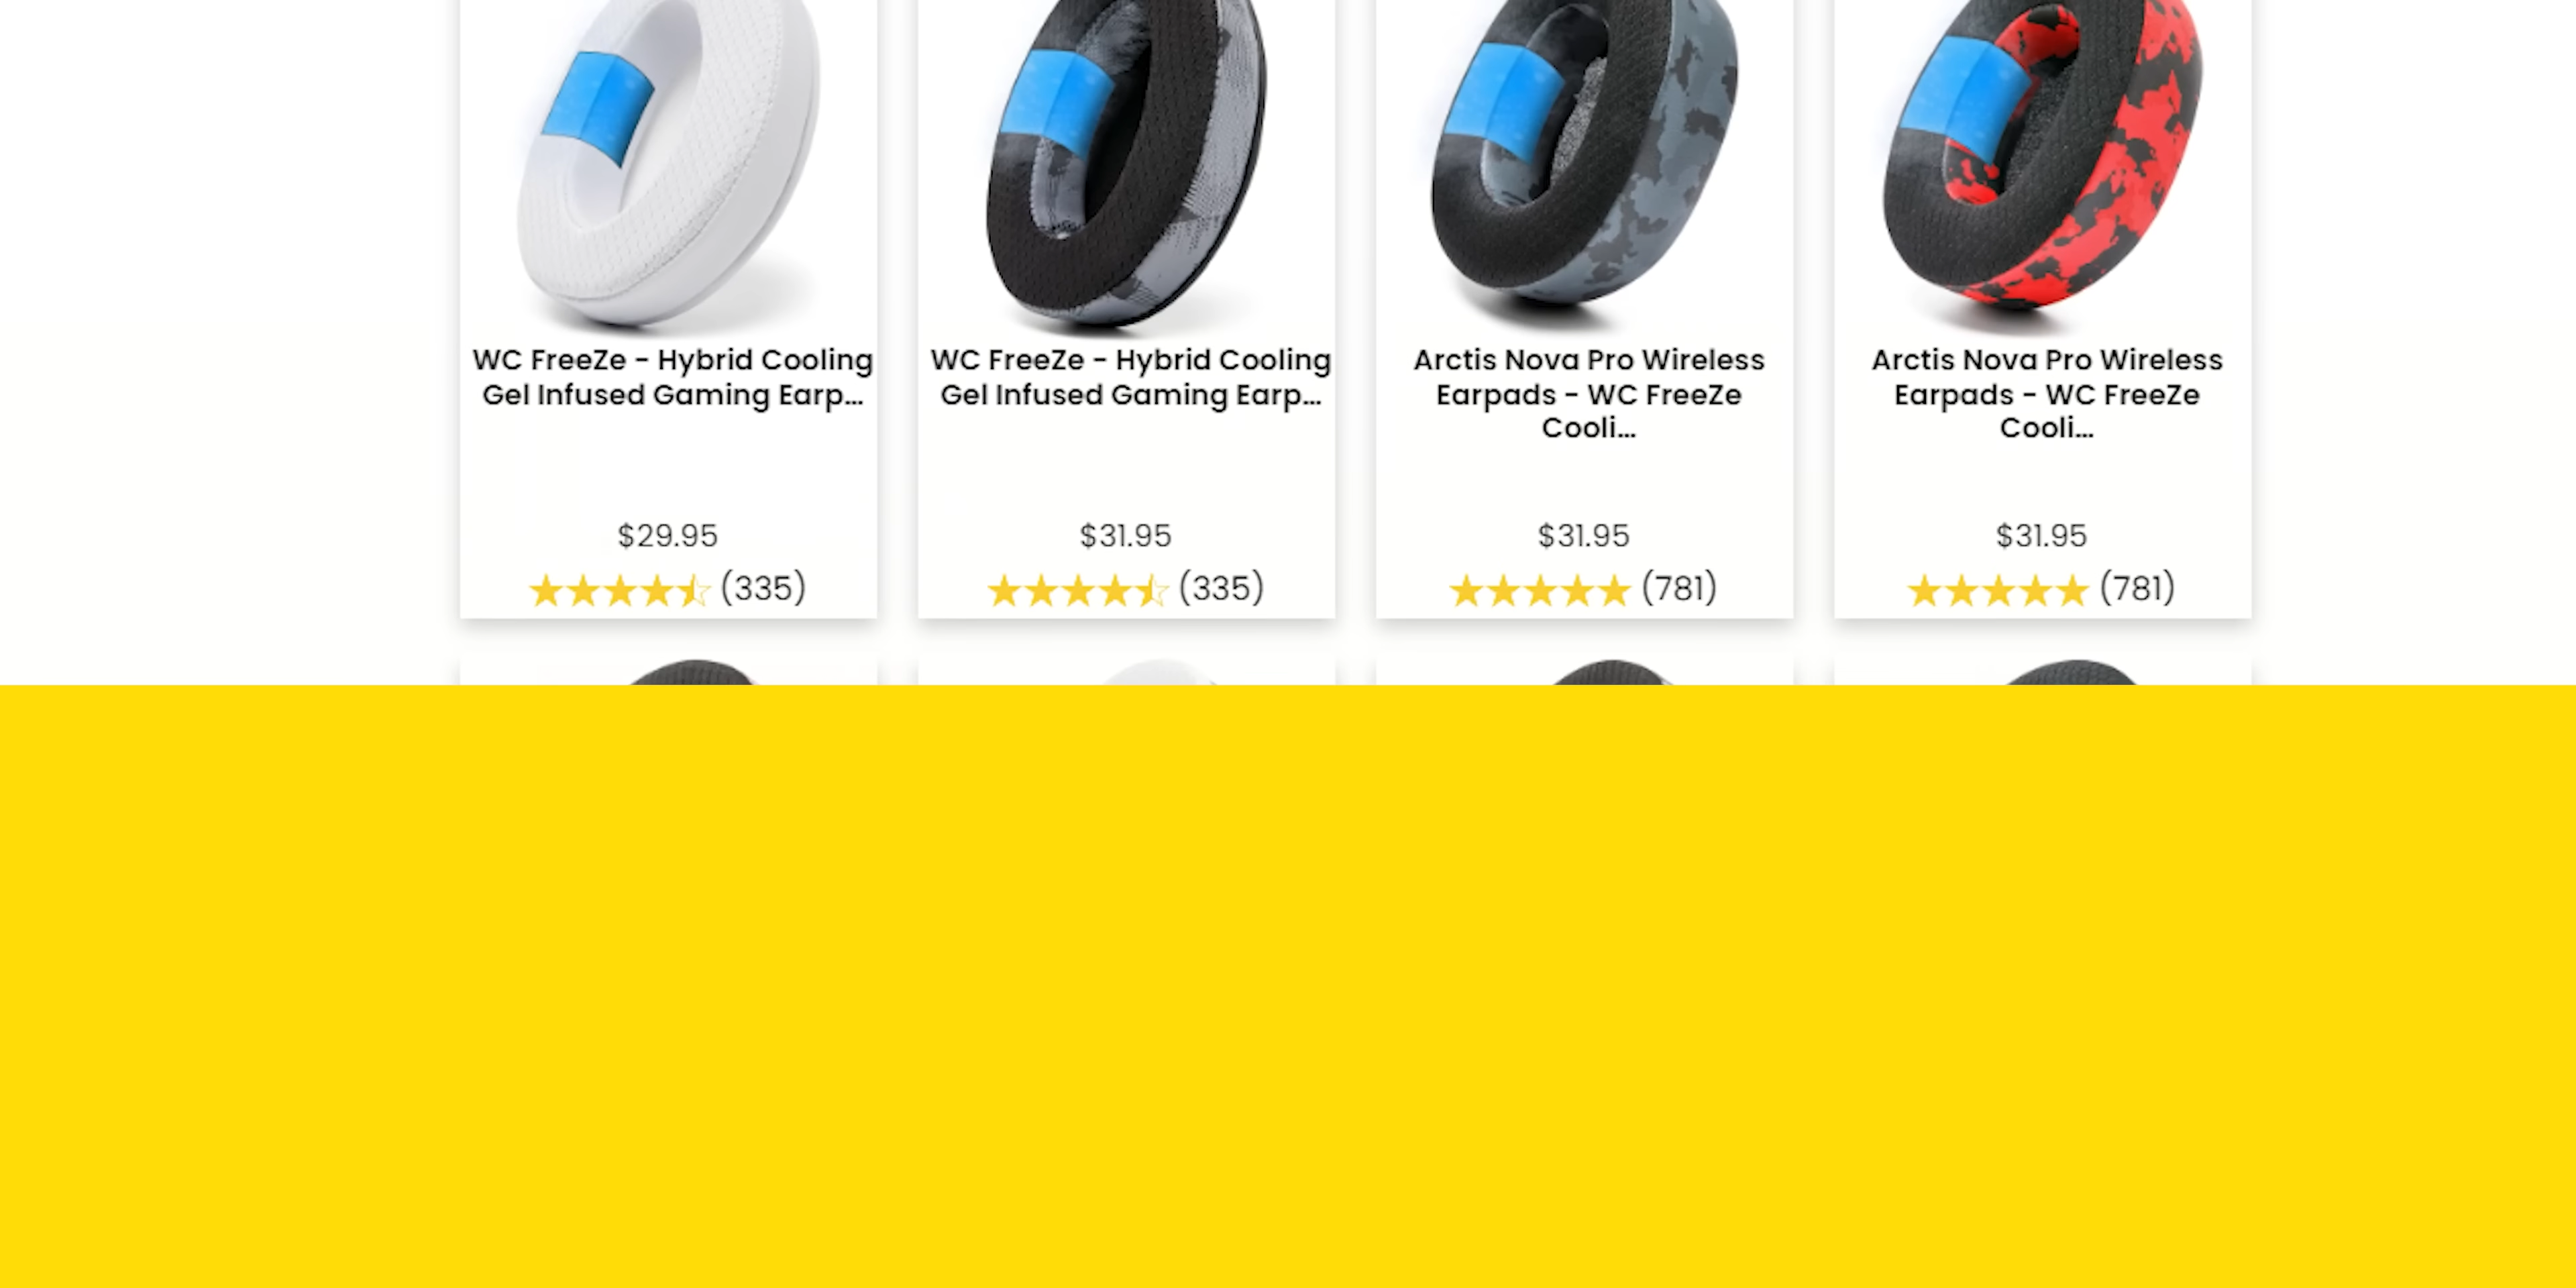 WC FreeZe - Hybrid Cooling
Gel Infused Gaming Earp...
$29.95
(335)
WC FreeZe - Hybrid Cooling
Gel Infused Gaming Earp...
$31.95
(335)
Arctis Nova Pro Wireless
Earpads - WC FreeZe
Cooli...
$31.95
(781)
Arctis Nova Pro Wireless
Earpads - WC FreeZe
Cooli...
$31.95
(781)